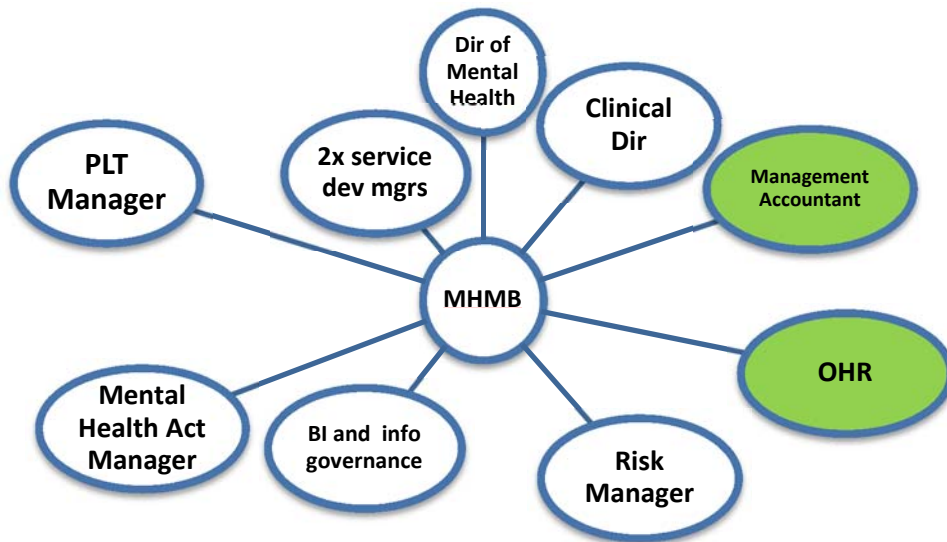 Dir of
Mental
Health
Clinical
Dir
2x service
dev mgrs
PLT
Manager
Management
Accountant
MHMB
OHR
Mental
Health Act
Manager
BI and info
governance
Risk
Manager